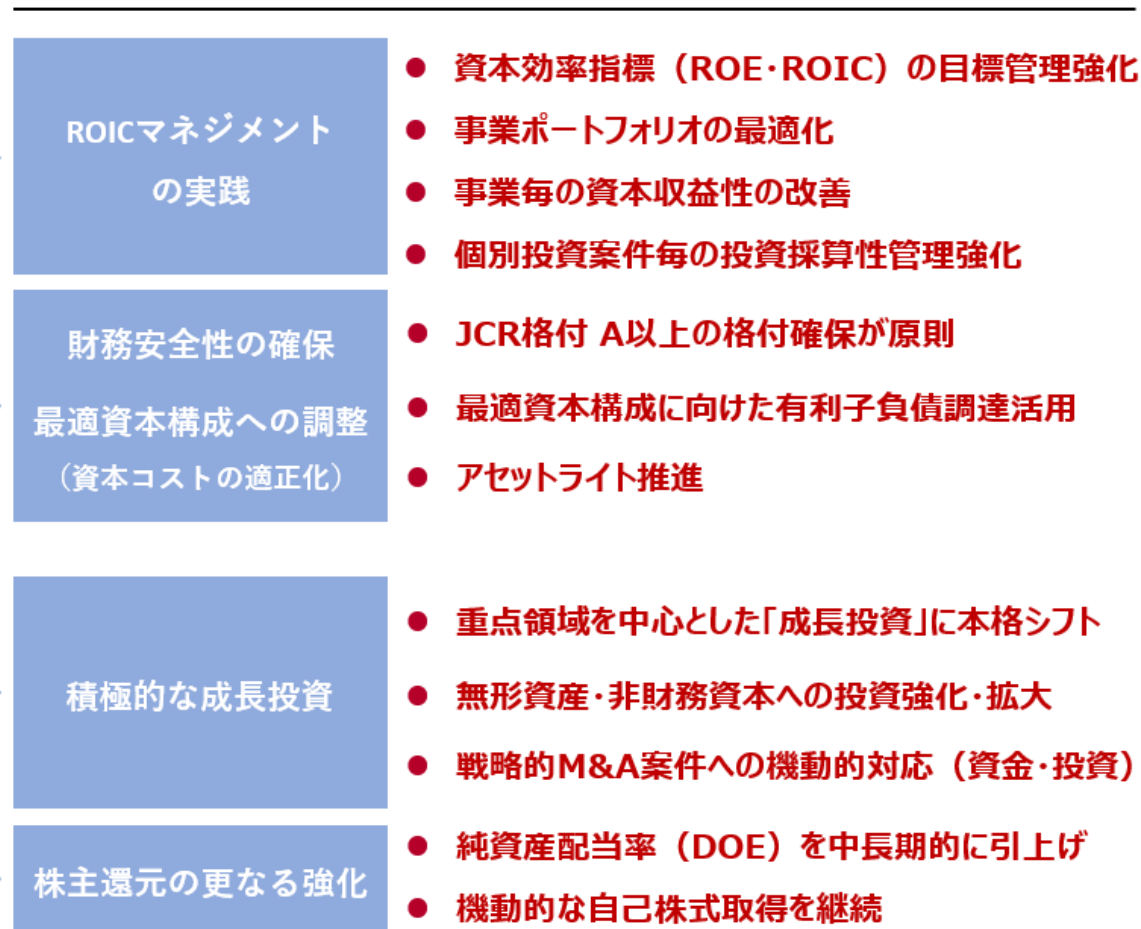 ROICマネジメント
の実践
● 資本効率指標（ROE･ROIC）の目標管理強化
● 事業ポートフォリオの最適化
● 事業毎の資本収益性の改善
● 個別投資案件毎の投資採算性管理強化
財務安全性の確保
最適資本構成への調整
（資本コストの適正化）
● JCR格付 A以上の格付確保が原則
● 最適資本構成に向けた有利子負債調達活用
● アセットライト推進
積極的な成長投資
● 重点領域を中心とした｢成長投資｣に本格シフト
● 無形資産･非財務資本への投資強化･拡大
● 戦略的M&A案件への機動的対応（資金･投資）
株主還元の更なる強化
● 純資産配当率（DOE）を中長期的に引上げ
● 機動的な自己株式取得を継続